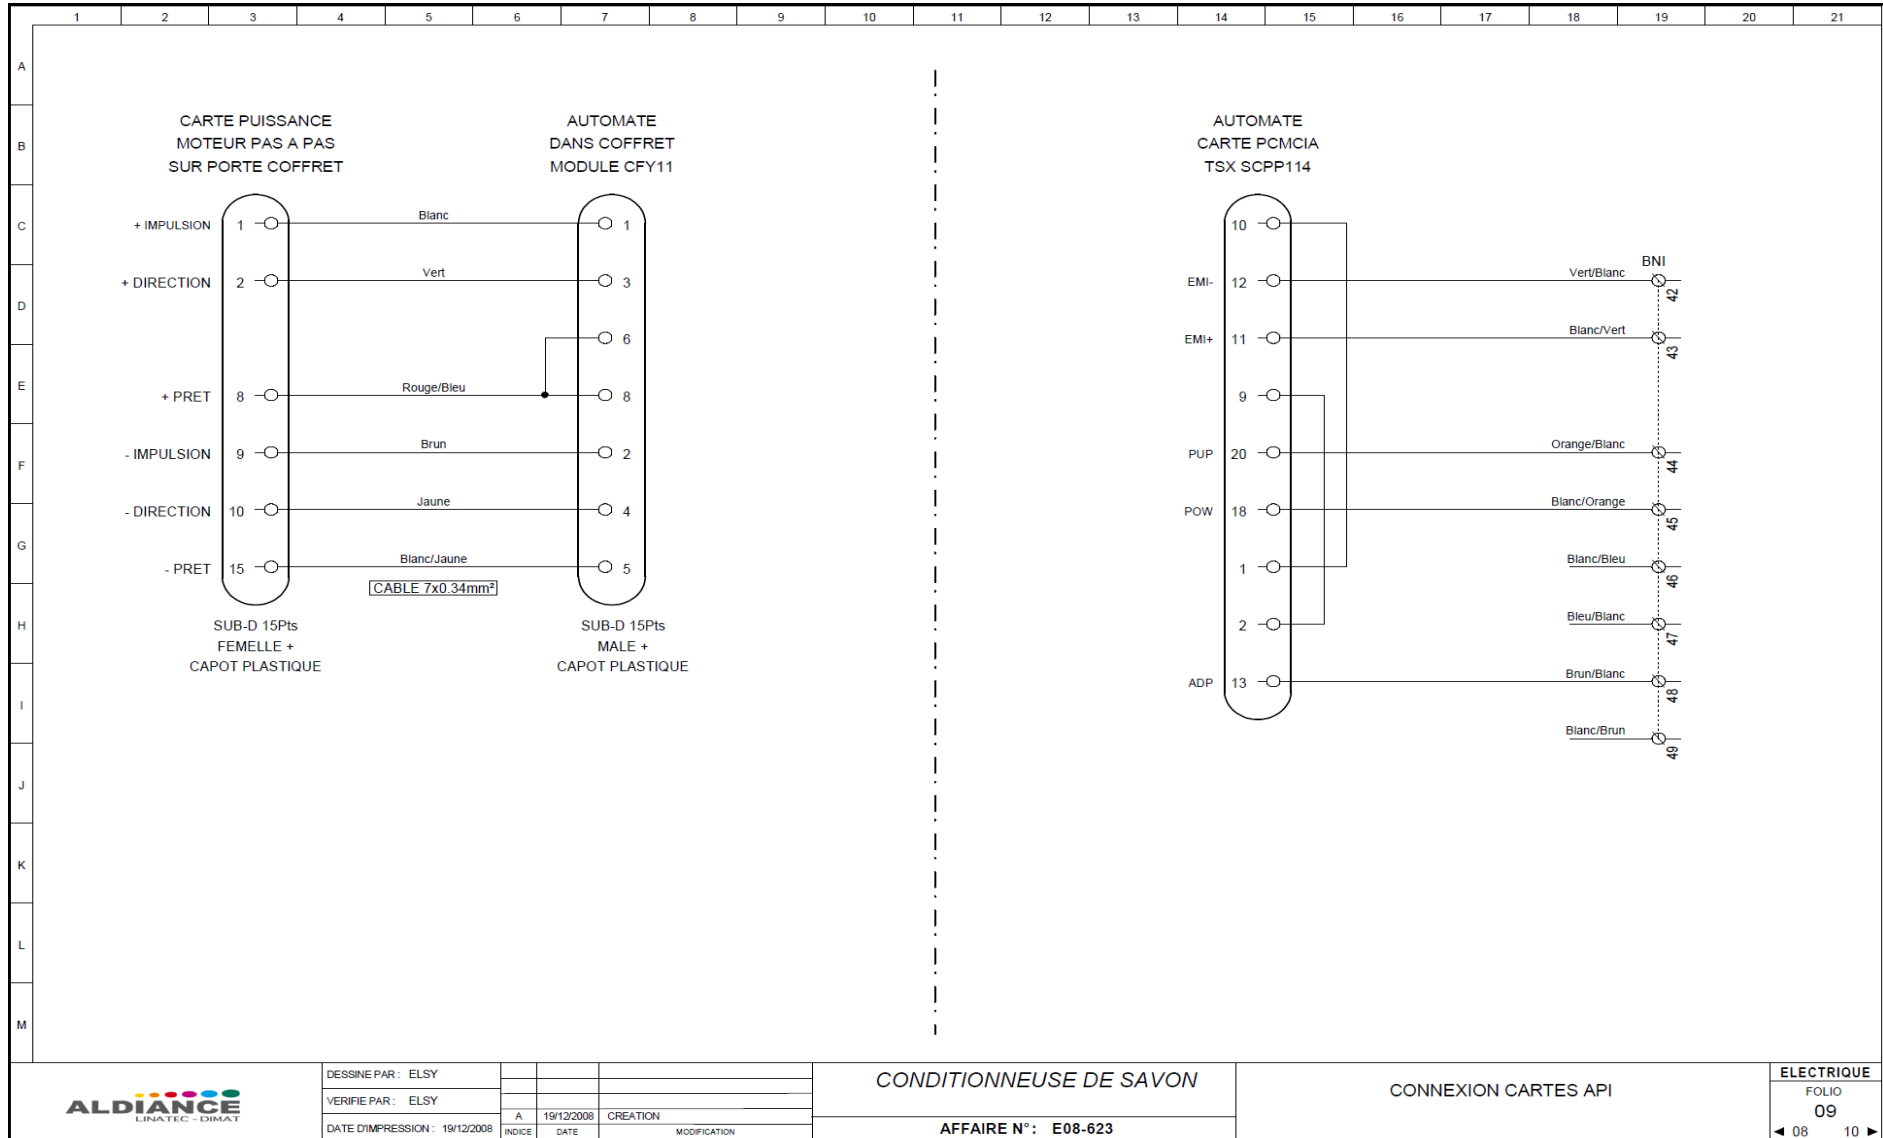 1 2 3 4 5 6 7 8 9 10 11 12 13 14 15 16 17 18 19 20 21
A
B
C
D
E
F
G
H
I
J
K
L
M
CARTE PUISSANCE
MOTEUR PAS A PAS
SUR PORTE COFFRET
AUTOMATE
DANS COFFRET
MODULE CFY11
+ IMPULSION 1 Blanc 1
+ DIRECTION 2 Vert 3
6
+ PRET 8 Rouge/Bleu 8
- IMPULSION 9 Brun 2
- DIRECTION 10 Jaune 4
- PRET 15 Blanc/Jaune 5
CABLE 7x0.34mm²
SUB-D 15Pts
FEMELLE +
CAPOT PLASTIQUE
SUB-D 15Pts
MALE +
CAPOT PLASTIQUE
AUTOMATE
CARTE PCMCIA
TSX SCPP114
10
BNI
EMI- 12 Vert/Blanc 42
EMI+ 11 Blanc/Vert 43
9
PUP 20 Orange/Blanc 44
POW 18 Blanc/Orange 45
1 Blanc/Bleu 46
2 Bleu/Blanc 47
ADP 13 Brun/Blanc 48
Blanc/Brun 49
ALDIANCE
LINATEC - DIMAT
DESSINE PAR : ELSY
VERIFIE PAR : ELSY
DATE D'IMPRESSION : 19/12/2008
A 19/12/2008 CREATION
INDICE DATE MODIFICATION
CONDITIONNEUSE DE SAVON
AFFAIRE N° : E08-623
CONNEXION CARTES API
ELECTRIQUE
FOLIO
09
◄ 08 10 ►